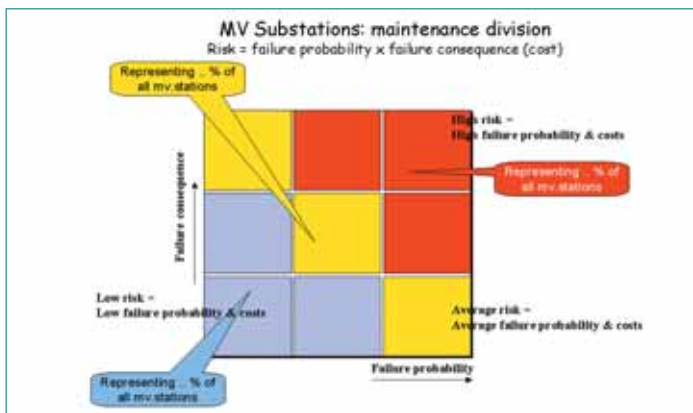 MV Substations: maintenance division
Risk = failure probability x failure consequence (cost)
Representing .. % of
all mv.stations
High risk =
High failure probability & costs
Representing .. % of
all mv.stations
Failure consequence
Low risk =
Low failure probability & costs
Average risk =
Average failure probability & costs
Failure probability
Representing .. % of
all mv.stations